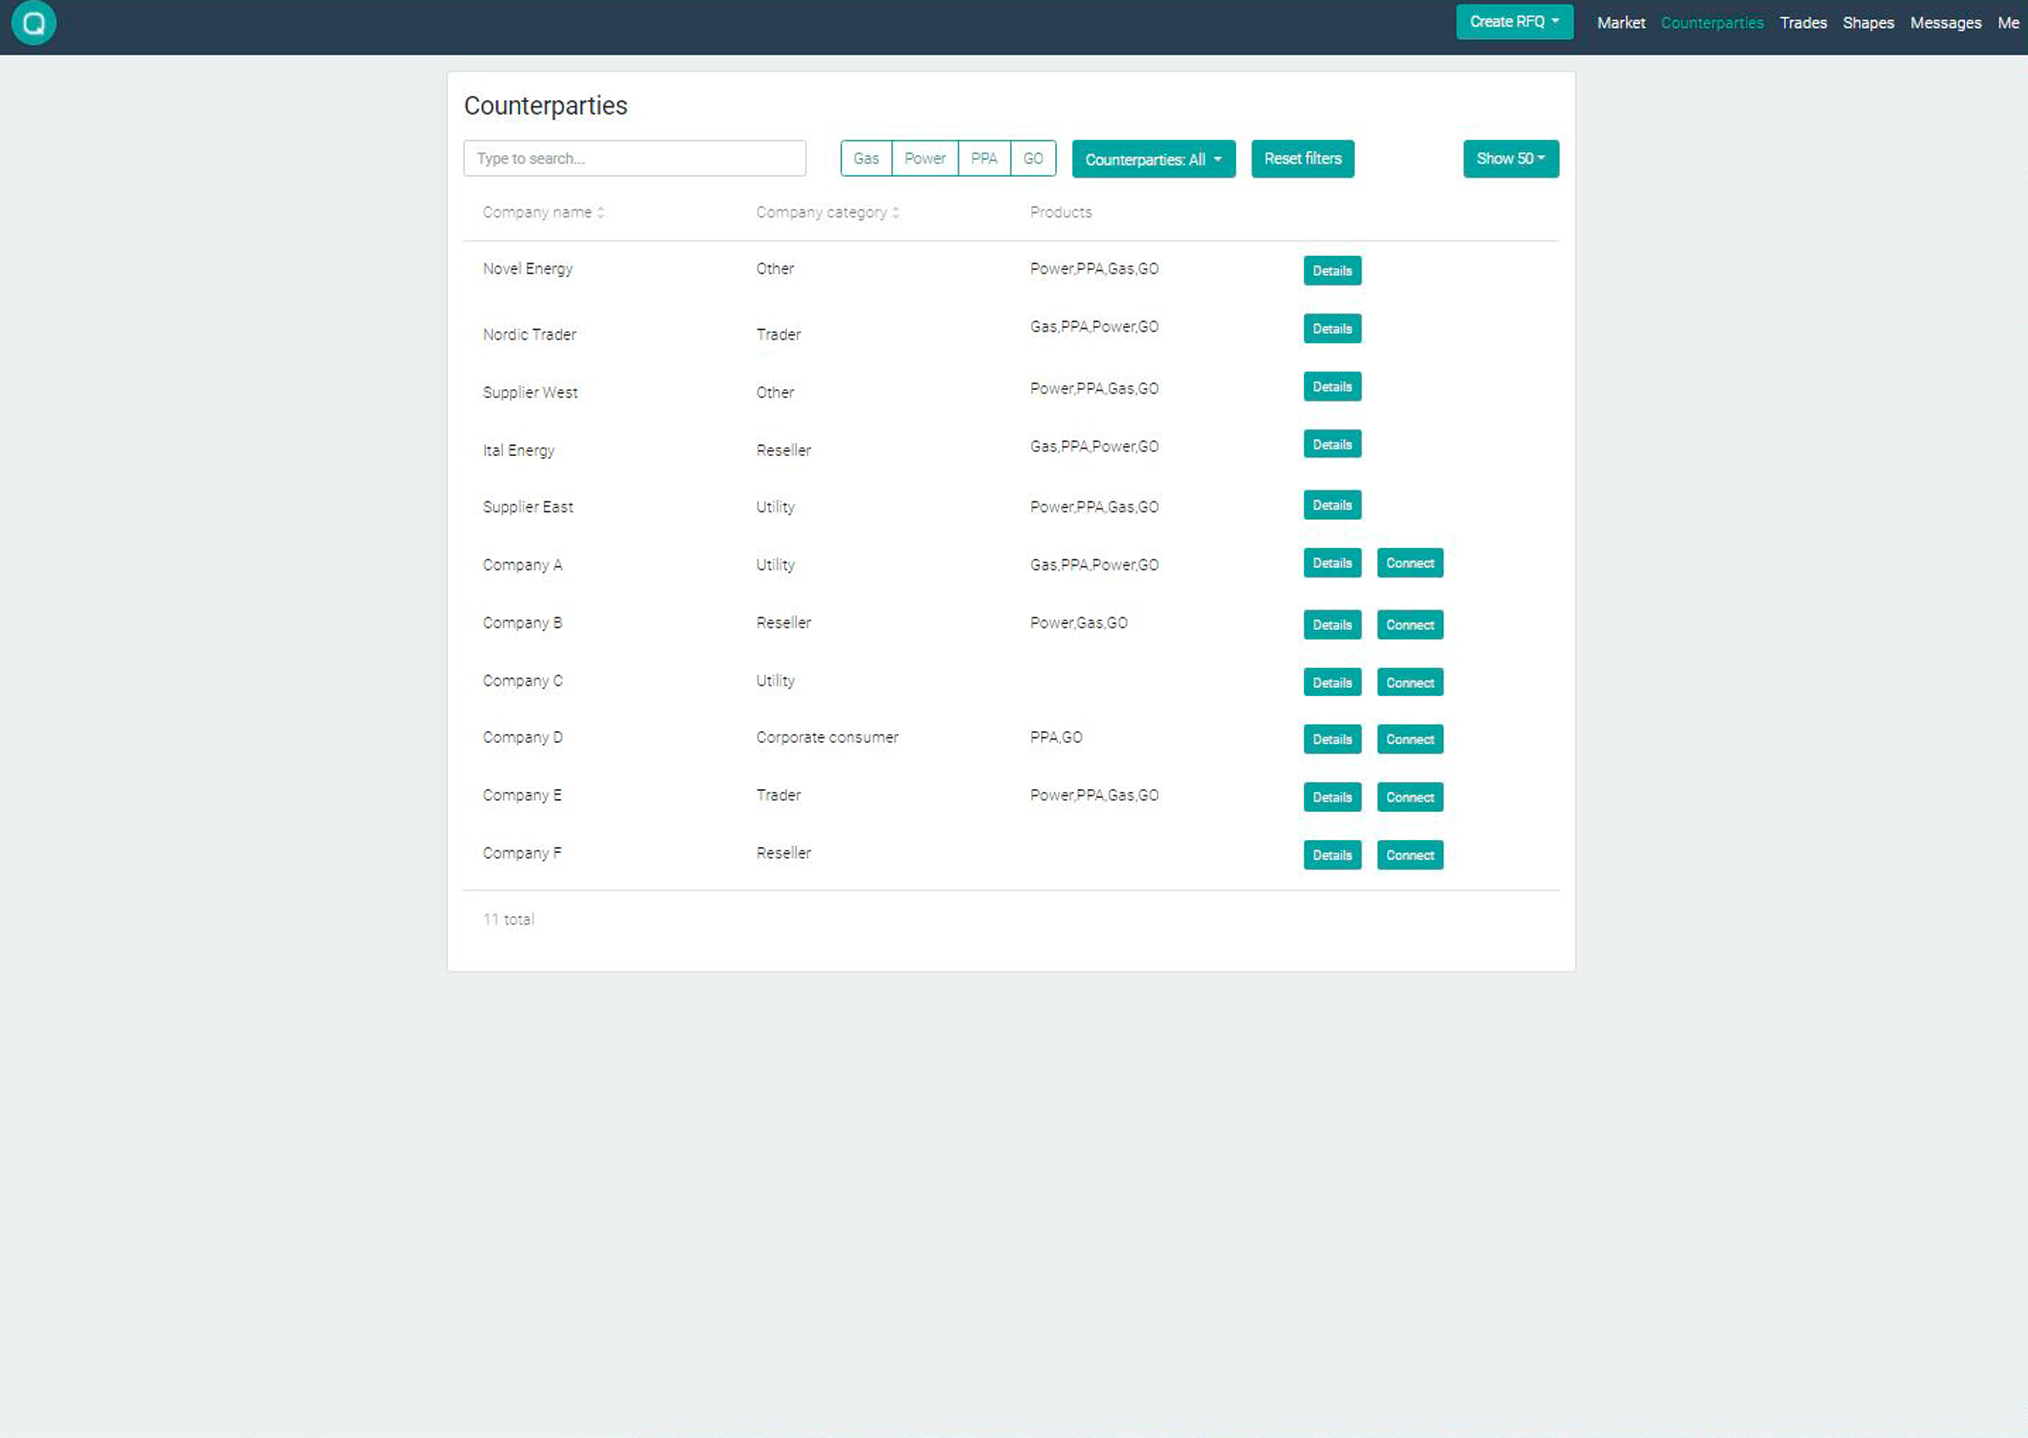 Q
Create RFQ Market Counterparties Trades Shapes Messages Me
Counterparties
Type to search... Gas Power PPA GO Counterparties: All Reset filters Show 50
Company name Company category Products
Novel Energy Other Power,PPA,Gas,GO Details
Nordic Trader Trader Gas,PPA,Power,GO Details
Supplier West Other Power,PPA,Gas,GO Details
Ital Energy Reseller Gas,PPA,Power,GO Details
Supplier East Utility Power,PPA,Gas,GO Details
Company A Utility Gas,PPA,Power,GO Details Connect
Company B Reseller Power,Gas,GO Details Connect
Company C Utility Details Connect
Company D Corporate consumer PPA,GO Details Connect
Company E Trader Power,PPA,Gas,GO Details Connect
Company F Reseller Details Connect
11 total